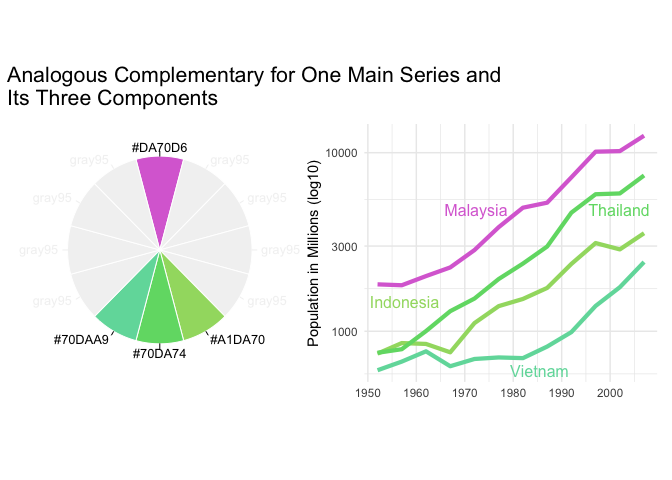 Analogous Complementary for One Main Series and
Its Three Components
#DA70D6
gray95
gray95
gray95
gray95
gray95
gray95
gray95
gray95
#70DAA9
#70DA74
#A1DA70
Population in Millions (log10)
10000
3000
1000
Malaysia
Thailand
Indonesia
Vietnam
1950
1960
1970
1980
1990
2000